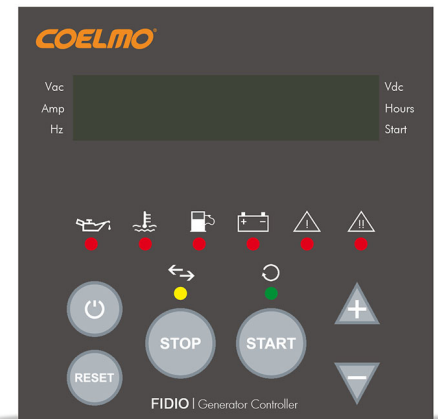 COELMO
Vac
Vdc
Amp
Hours
Hz
Start
STOP
START
RESET
FIDIO | Generator Controller